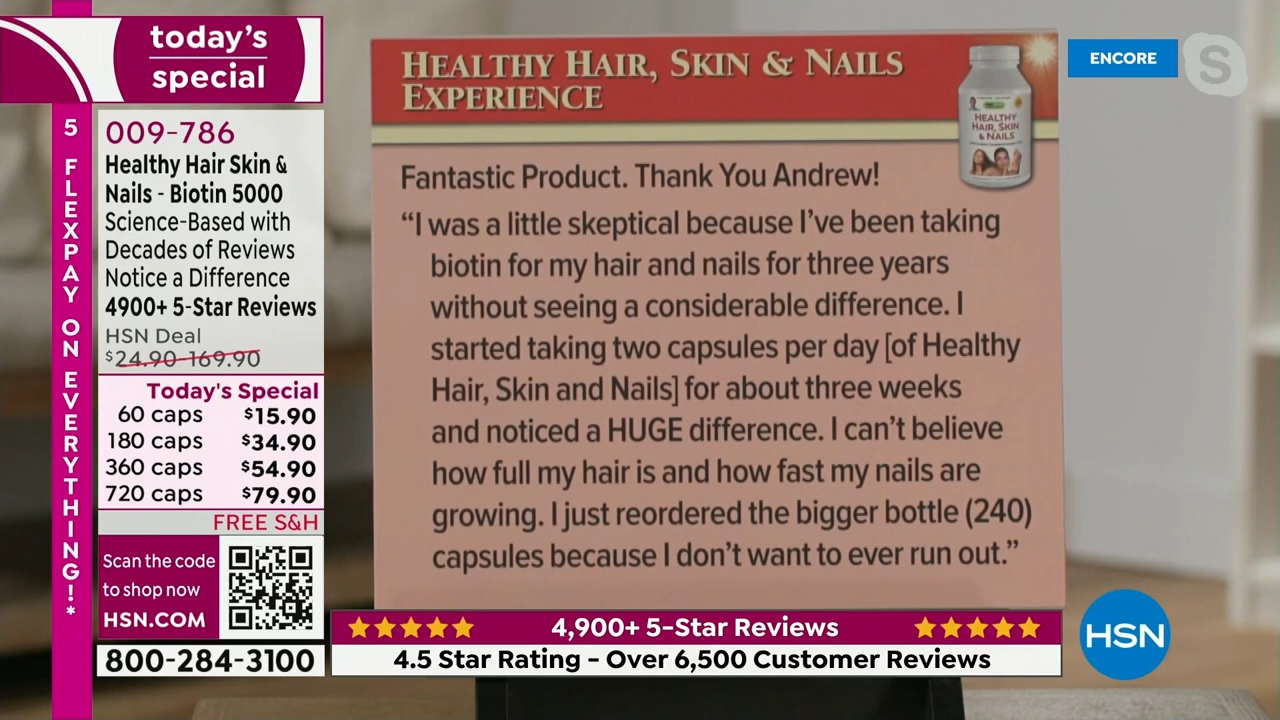 today's
special
5 FLEXPAY ON EVERYTHING!*
009-786
Healthy Hair Skin &
Nails - Biotin 5000
Science-Based with
Decades of Reviews
Notice a Difference
4900+ 5-Star Reviews
HSN Deal
$24.90-169.90
Today's Special
60 caps $15.90
180 caps $34.90
360 caps $54.90
720 caps $79.90
FREE S&H
Scan the code
to shop now
HSN.COM
800-284-3100
HEALTHY HAIR, SKIN & NAILS
EXPERIENCE
HEALTHY
HAIR, SKIN
& NAILS
Fantastic Product. Thank You Andrew!
“I was a little skeptical because I’ve been taking
biotin for my hair and nails for three years
without seeing a considerable difference. I
started taking two capsules per day [of Healthy
Hair, Skin and Nails] for about three weeks
and noticed a HUGE difference. I can’t believe
how full my hair is and how fast my nails are
growing. I just reordered the bigger bottle (240)
capsules because I don’t want to ever run out.”
4,900+ 5-Star Reviews
4.5 Star Rating – Over 6,500 Customer Reviews
ENCORE
S
HSN